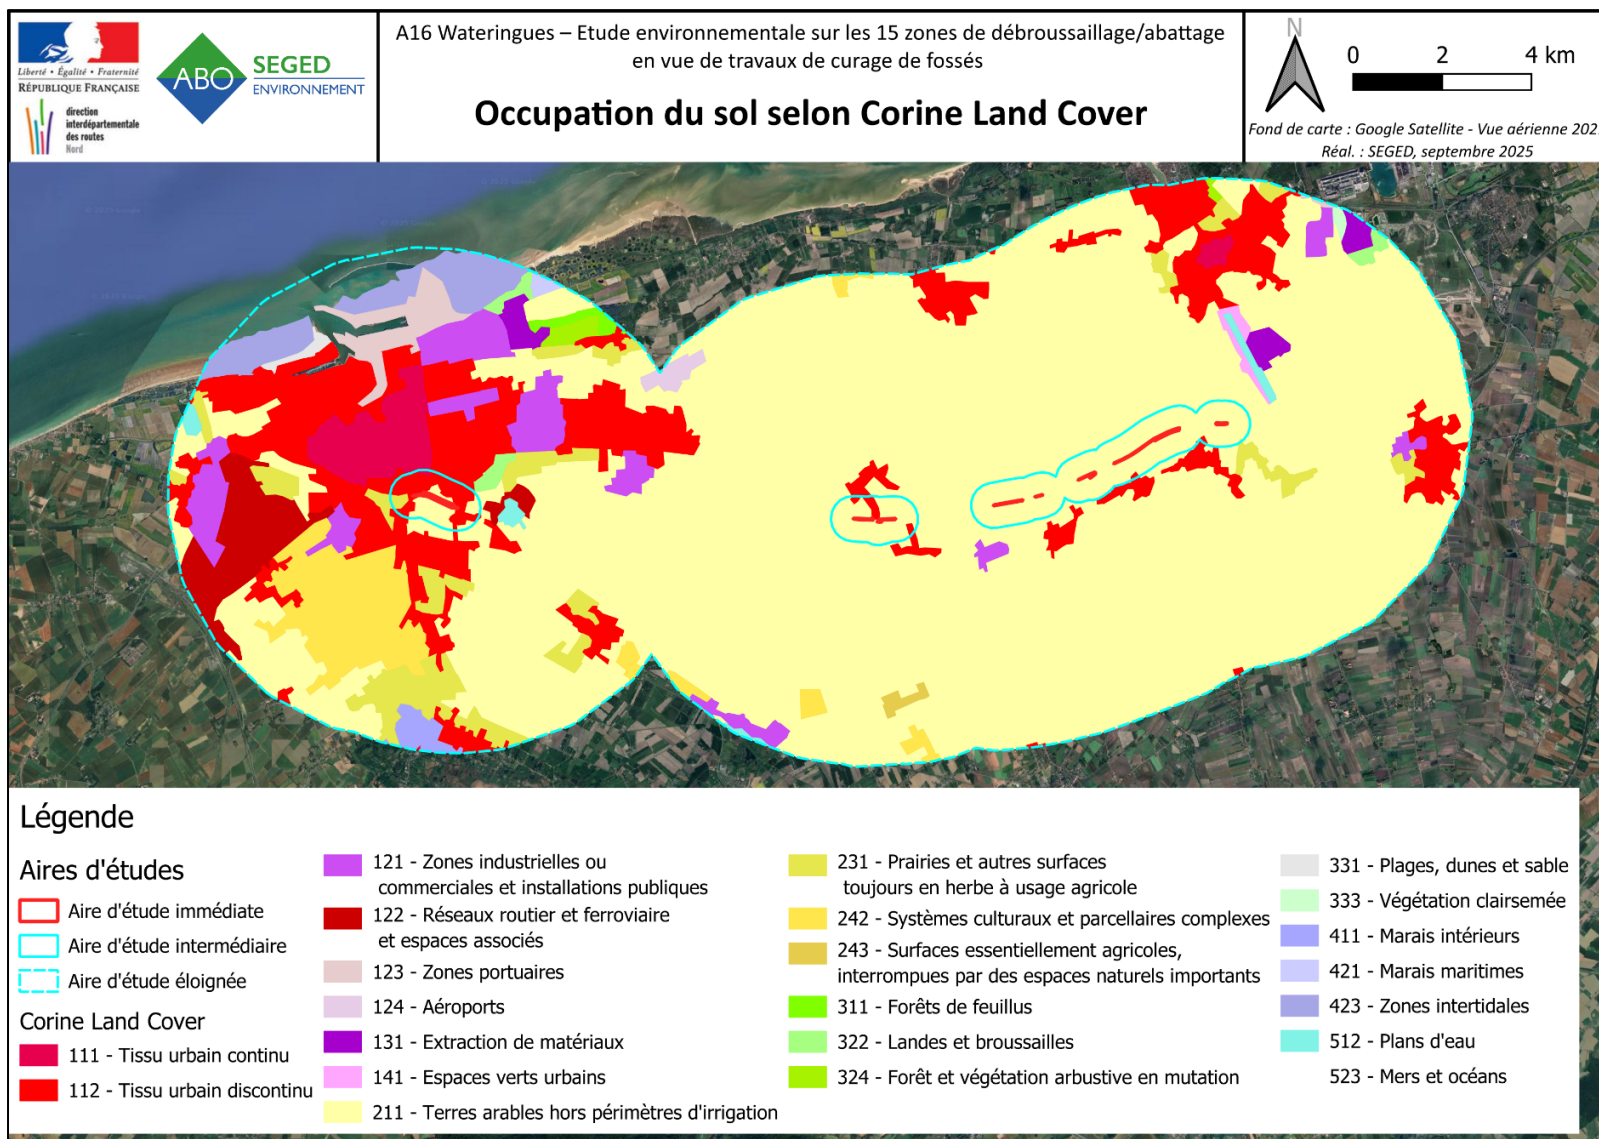 Liberté • Égalité • Fraternité
RÉPUBLIQUE FRANÇAISE
direction
interdépartementale
des routes
Nord
ABO
SEGED
ENVIRONNEMENT
A16 Wateringues – Etude environnementale sur les 15 zones de débroussaillage/abattage
en vue de travaux de curage de fossés
Occupation du sol selon Corine Land Cover
N
0 2 4 km
Fond de carte : Google Satellite - Vue aérienne 202
Réal. : SEGED, septembre 2025
Légende
Aires d'études
Aire d'étude immédiate
Aire d'étude intermédiaire
Aire d'étude éloignée
Corine Land Cover
111 - Tissu urbain continu
112 - Tissu urbain discontinu
121 - Zones industrielles ou
commerciales et installations publiques
122 - Réseaux routier et ferroviaire
et espaces associés
123 - Zones portuaires
124 - Aéroports
131 - Extraction de matériaux
141 - Espaces verts urbains
211 - Terres arables hors périmètres d'irrigation
231 - Prairies et autres surfaces
toujours en herbe à usage agricole
242 - Systèmes culturaux et parcellaires complexes
243 - Surfaces essentiellement agricoles,
interrompues par des espaces naturels importants
311 - Forêts de feuillus
322 - Landes et broussailles
324 - Forêt et végétation arbustive en mutation
331 - Plages, dunes et sable
333 - Végétation clairsemée
411 - Marais intérieurs
421 - Marais maritimes
423 - Zones intertidales
512 - Plans d'eau
523 - Mers et océans